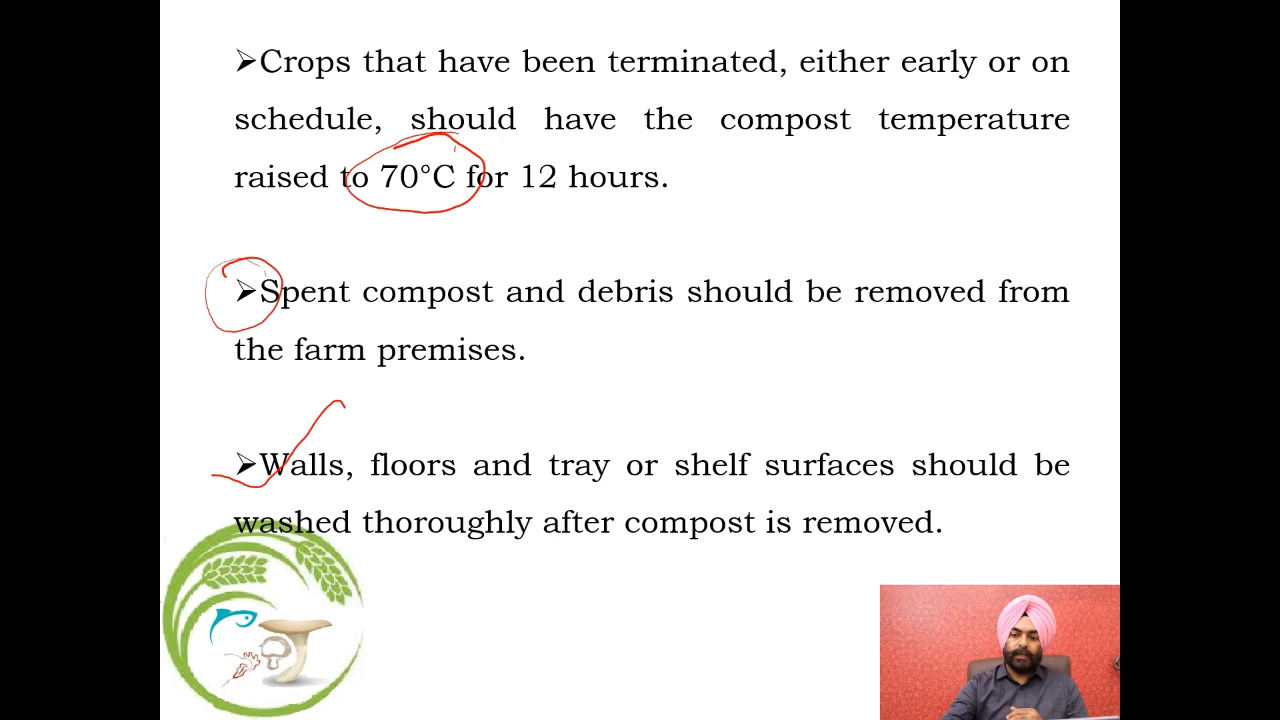 ➢Crops that have been terminated, either early or on
schedule, should have the compost temperature
raised to 70°C for 12 hours.
➢Spent compost and debris should be removed from
the farm premises.
➢Walls, floors and tray or shelf surfaces should be
washed thoroughly after compost is removed.